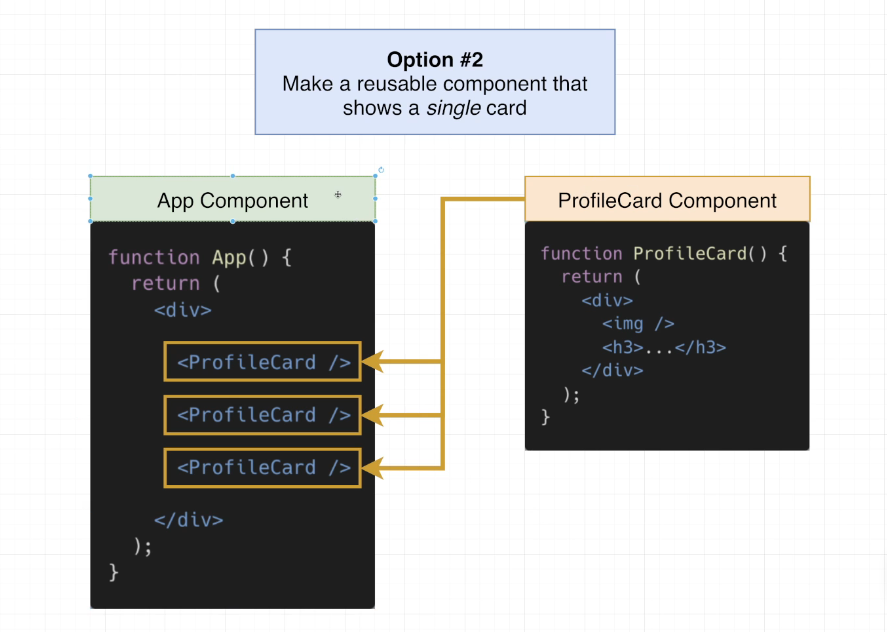 Option #2
Make a reusable component that
shows a single card
App Component
function App() {
return (
<div>
<ProfileCard />
<ProfileCard />
<ProfileCard />
</div>
);
}
ProfileCard Component
function ProfileCard() {
return (
<div>
<img />
<h3>...</h3>
</div>
);
}